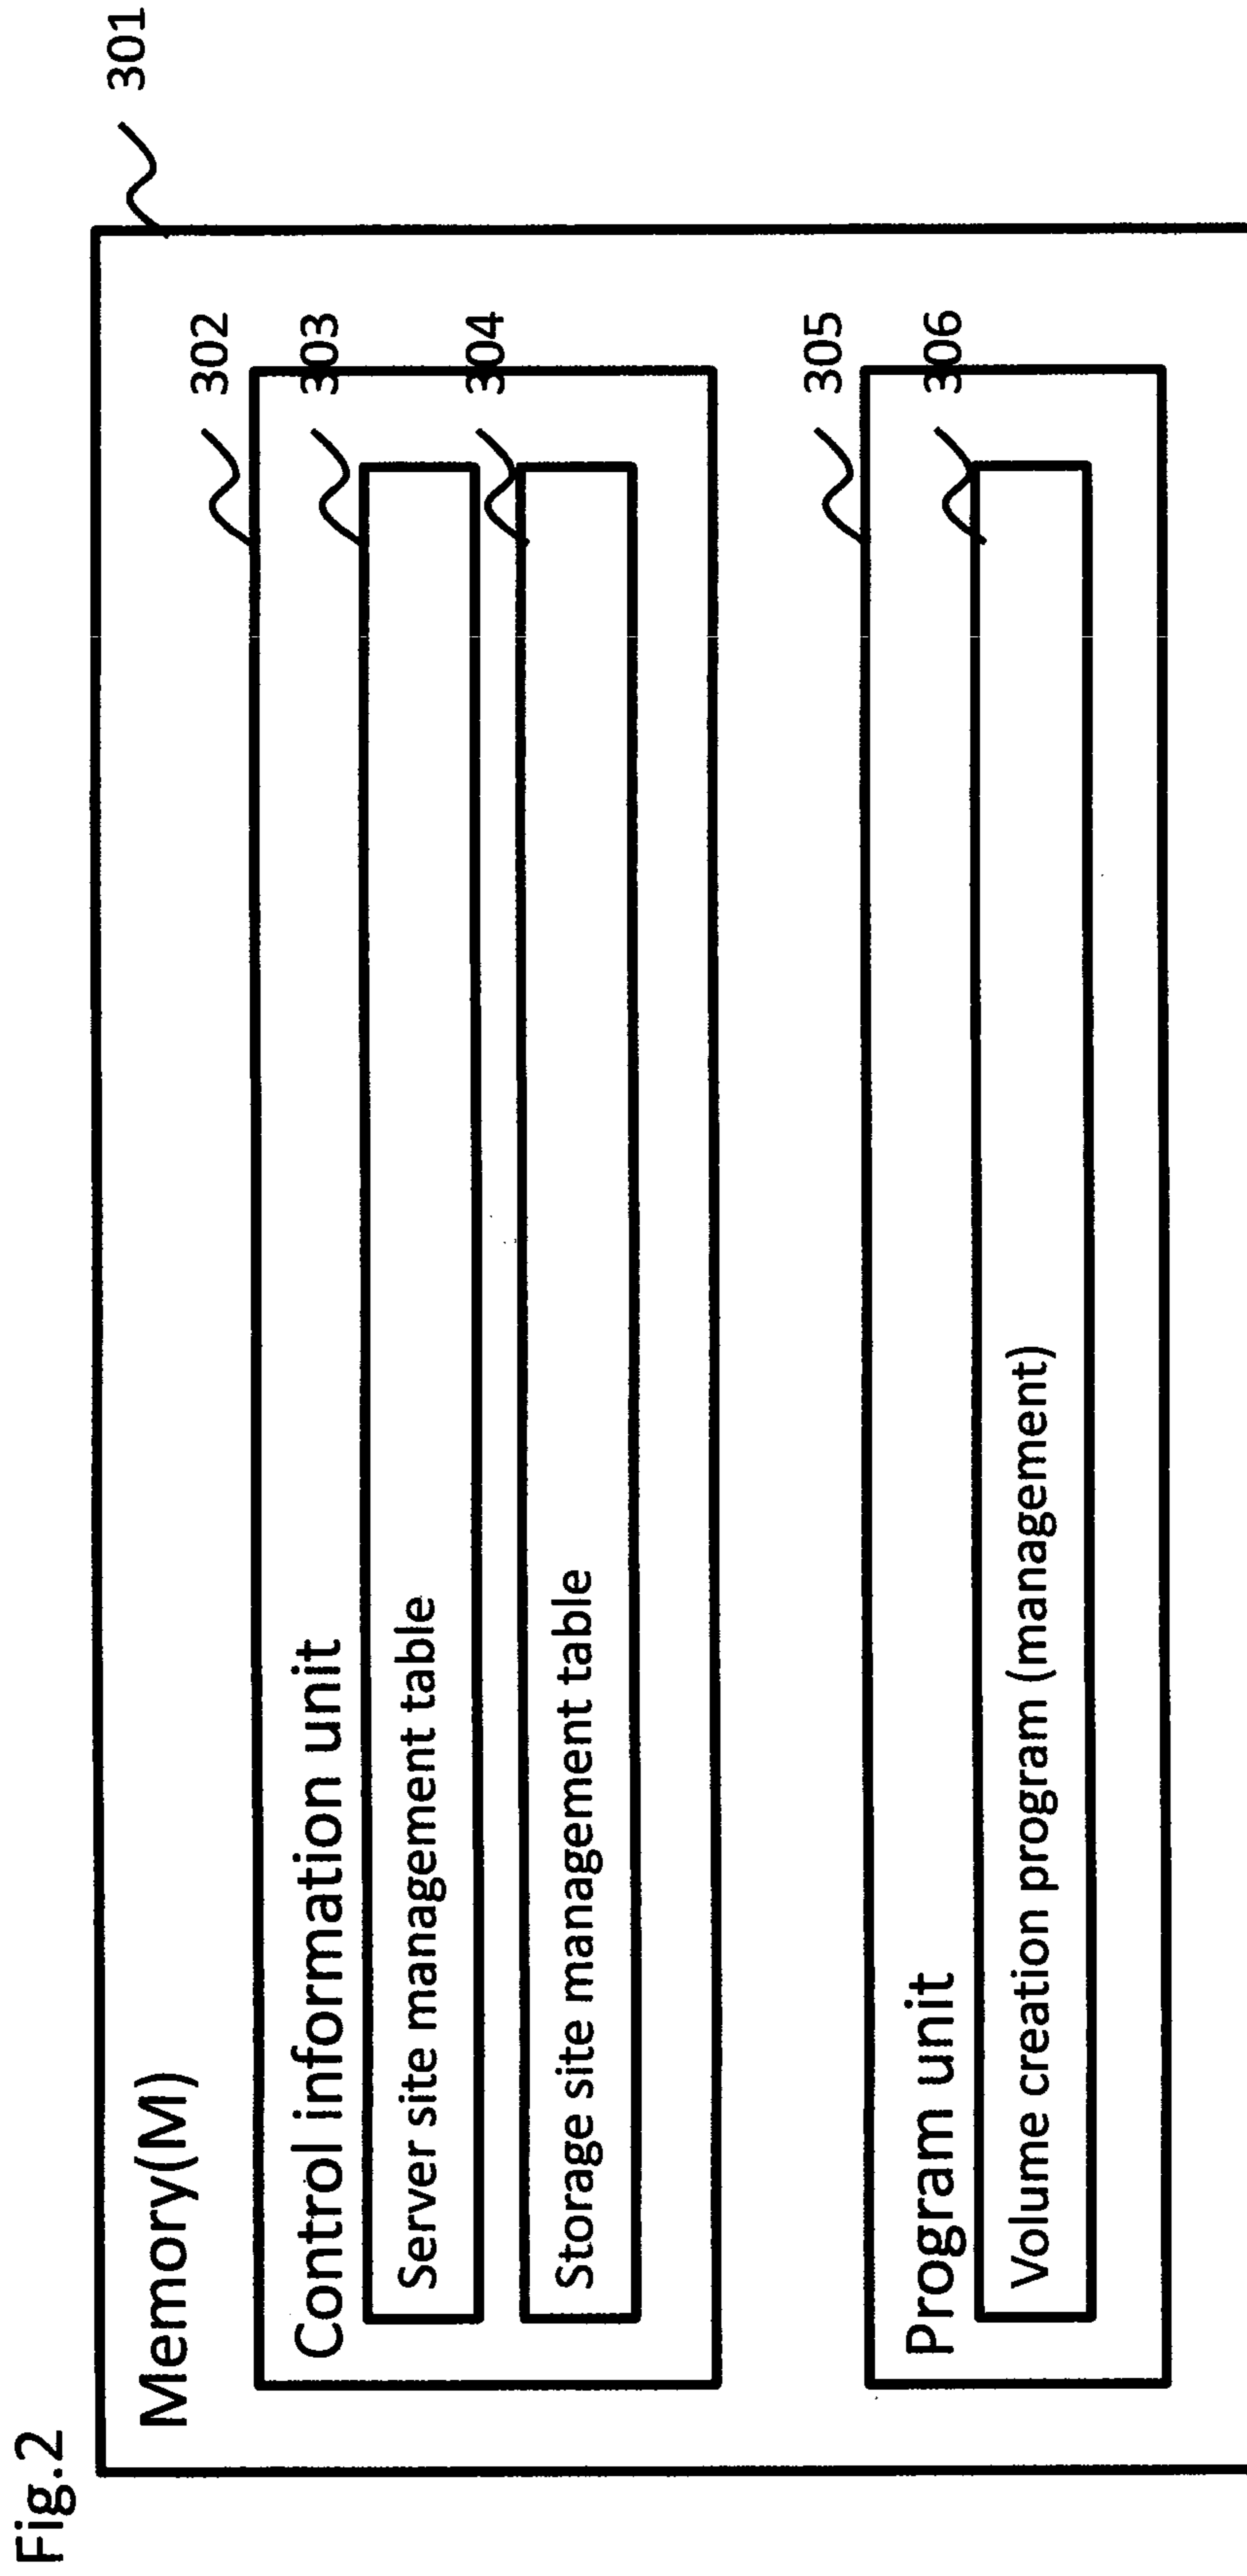 Fig.2
301
Memory(M)
302
Control information unit
303
Server site management table
304
Storage site management table
305
Program unit
306
Volume creation program (management)